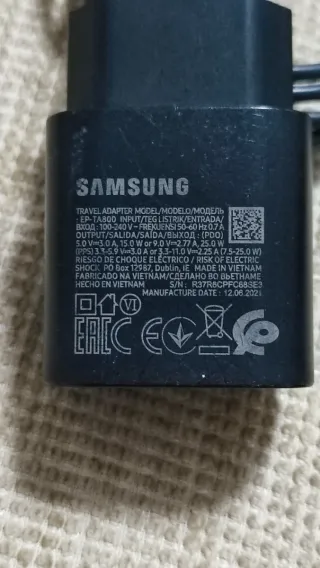 SAMSUNG
TRAVEL ADAPTER MODEL/MODELO/МОДЕЛЬ
: EP-TA800 INPUT/TEGLISTRIK/ENTRADA/
ВХОД : 100-240 V~ FREKUENSI 50-60 Hz 0.7 A
OUTPUT/SALIDA/SAÍDA/ВЫХОД : (PDO)
5.0 V⎓3.0 A, 15.0 W or 9.0 V⎓2.77 A, 25.0 W
(PPS) 3.3-5.9 V⎓3.0 A or 3.3-11.0 V⎓2.25 A (7.5-25.0 W)
RIESGO DE CHOQUE ELÉCTRICO / RISK OF ELECTRIC
SHOCK. PO Box 12987, Dublin, IE MADE IN VIETNAM
FABRICADO NA VIETNAM/СДЕЛАНО ВО ВЬЕТНАМЕ
HECHO EN VIETNAM
S/N :
MANUFACTURE DATE : 12.06.2021
VI
EAC CE